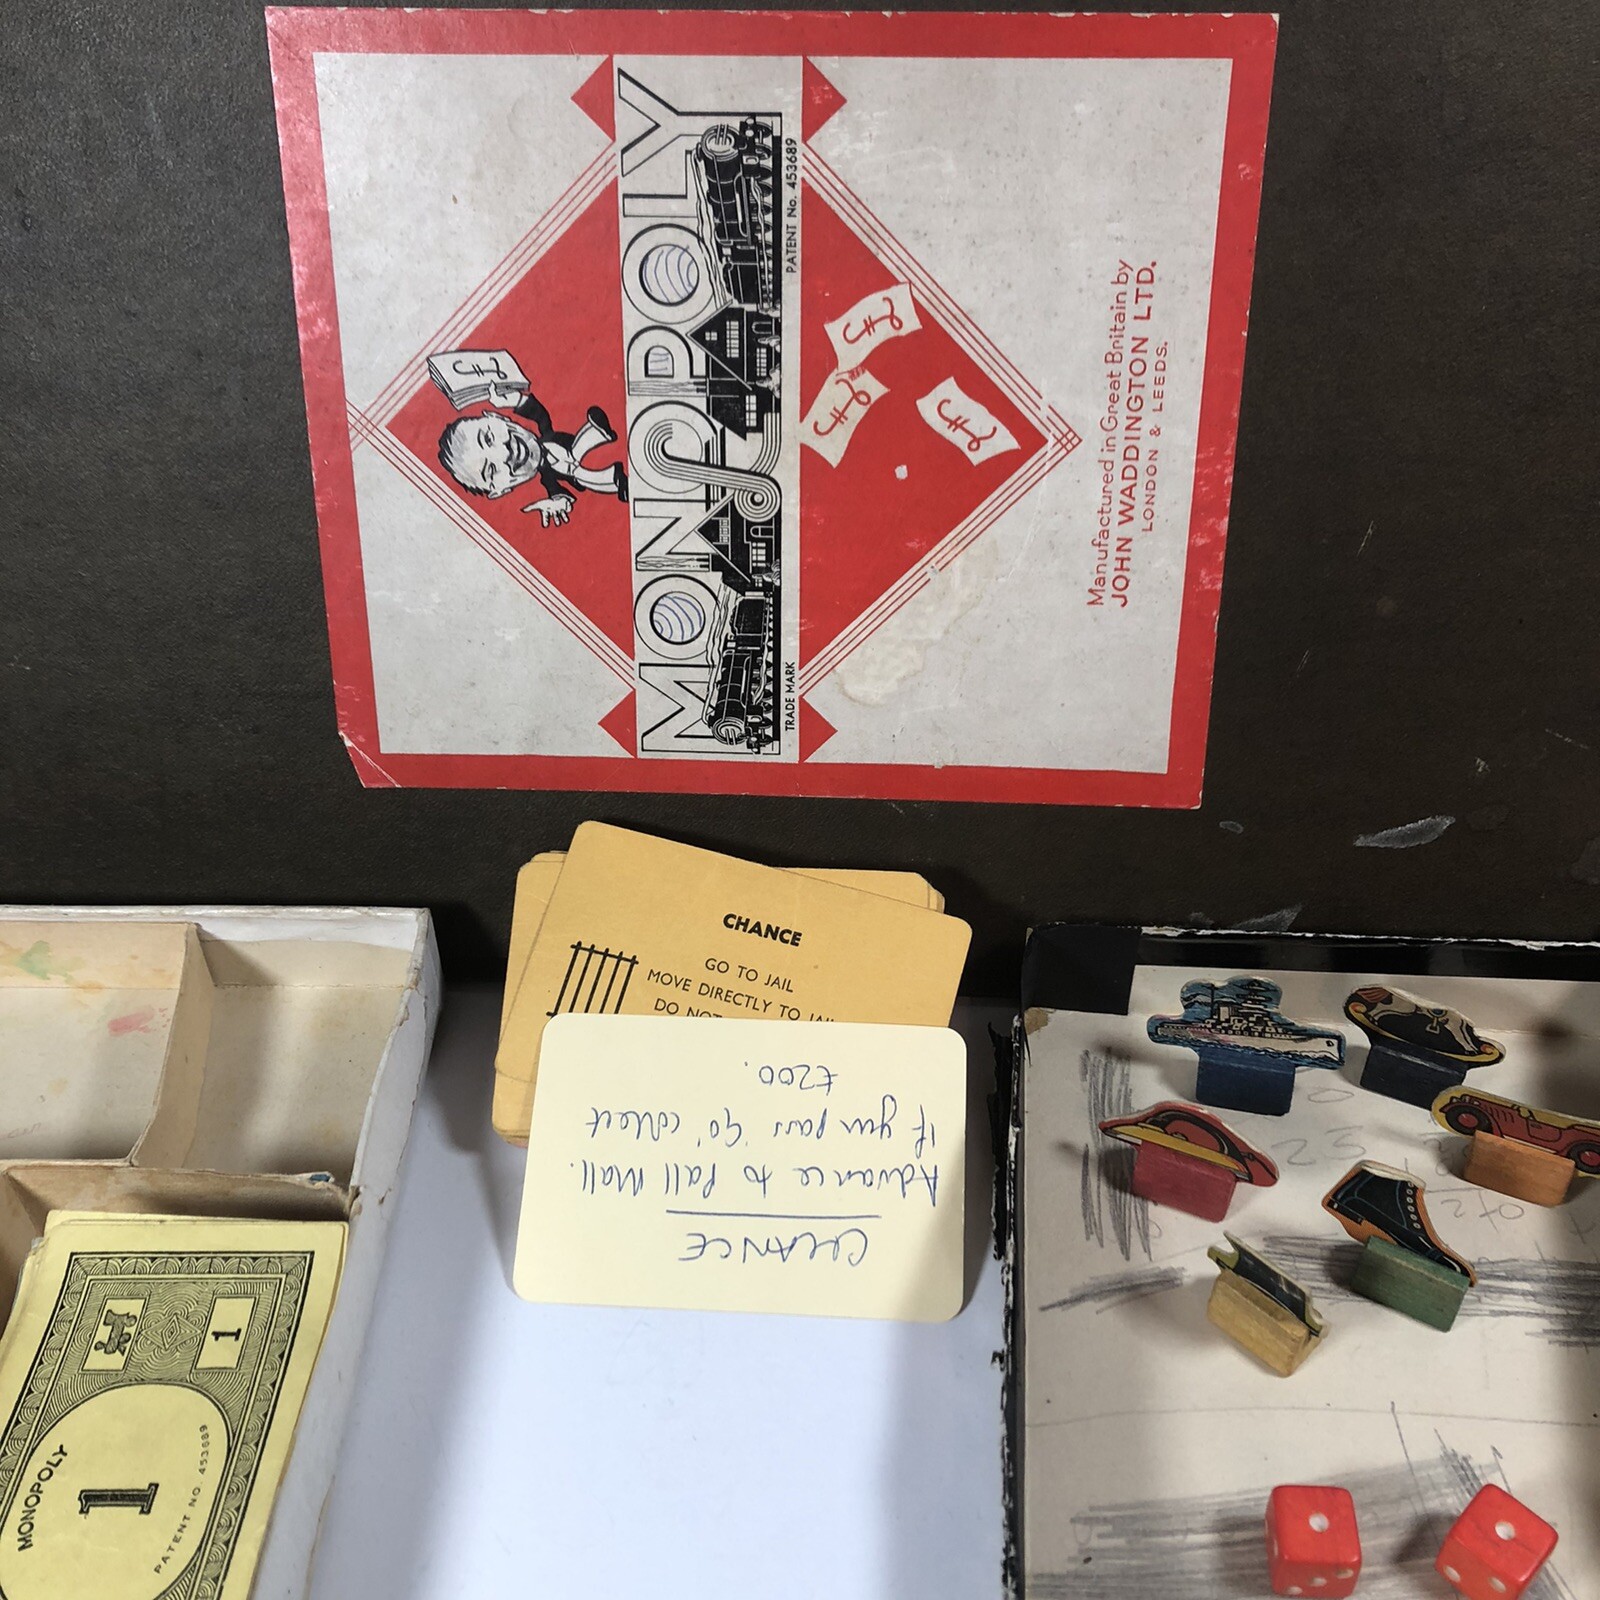 MONOPOLY
TRADE MARK
PATENT No. 453689
£
£
£
£
Manufactured in Great Britain by
JOHN WADDINGTON LTD.
LONDON & LEEDS.
CHANCE
GO TO JAIL
MOVE DIRECTLY TO JAIL
DO NOT
CHANCE
Advance to Pall Mall.
If you pass 'Go' collect
£200.
MONOPOLY
1
1
PATENT NO. 453689